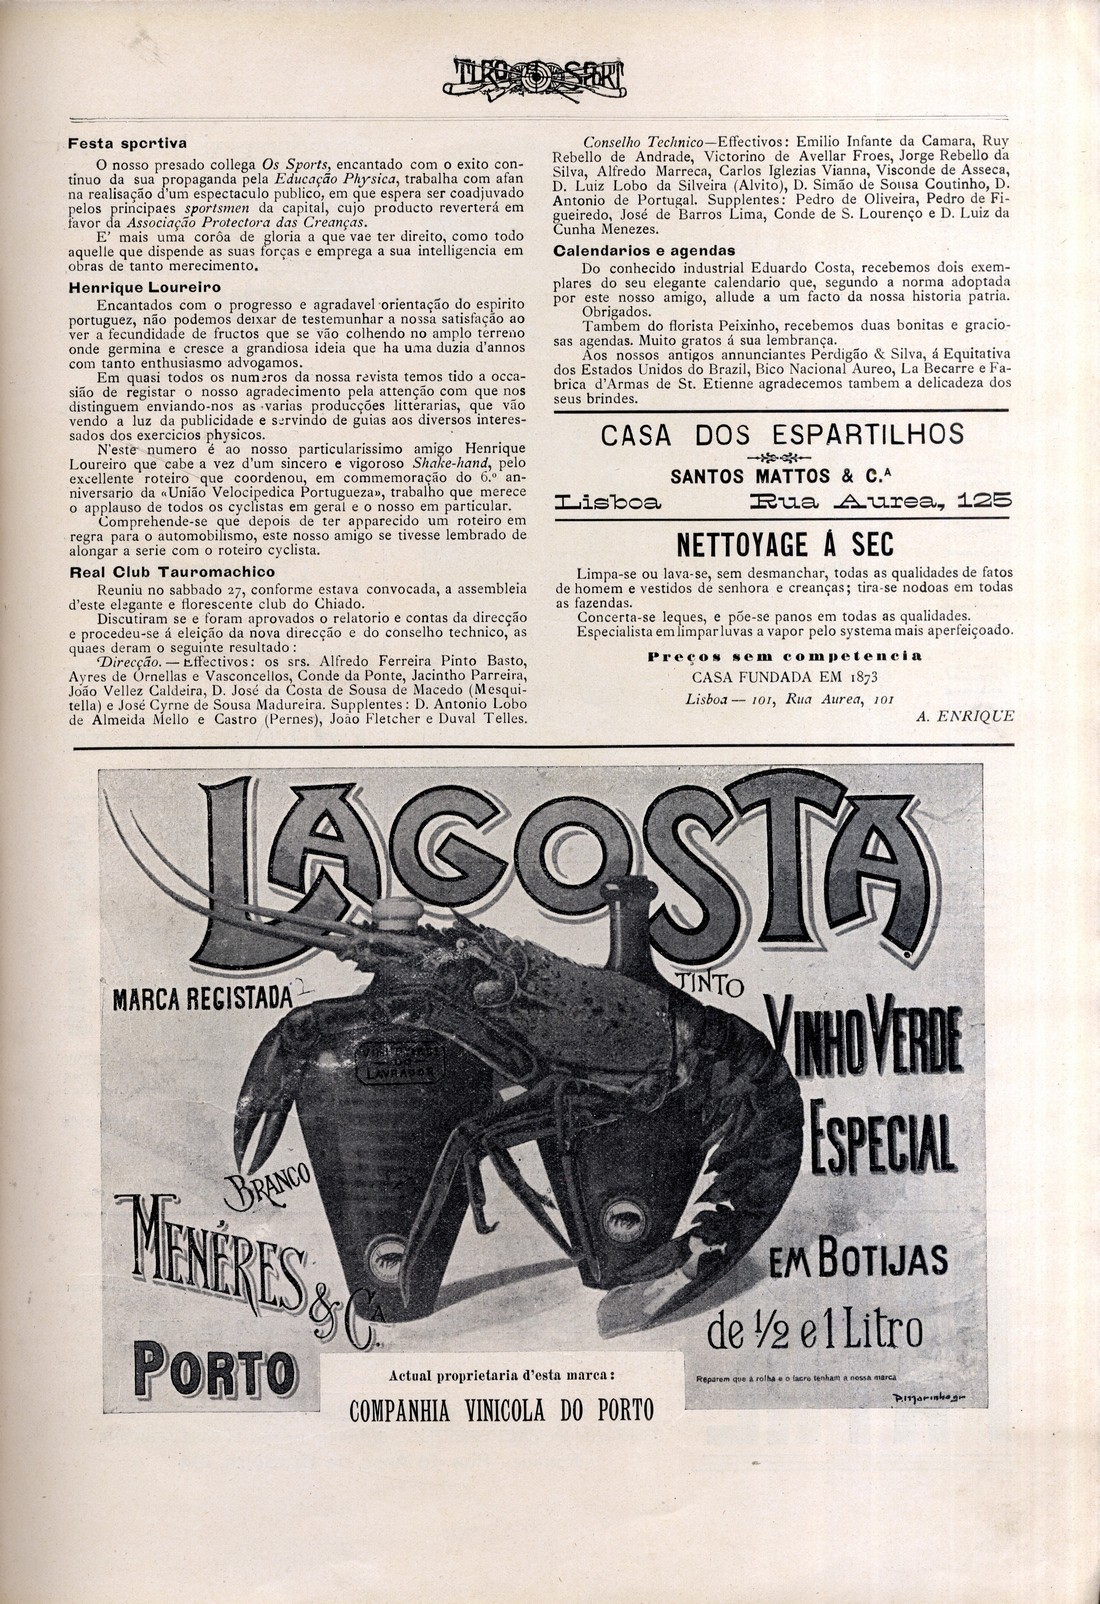 TIRO SPORT
Festa sportiva
O nosso presado collega Os Sports, encantado com o exito con-
tinuo da sua propaganda pela Educação Physica, trabalha com afan
na realisação d'um espectaculo publico, em que espera ser coadjuvado
pelos principaes sportsmen da capital, cujo producto reverterá em
favor da Associação Protectora das Creanças.
E' mais uma corôa de gloria a que vae ter direito, como todo
aquelle que dispende as suas forças e emprega a sua intelligencia em
obras de tanto merecimento.
Henrique Loureiro
Encantados com o progresso e agradavel orientação do espirito
portuguez, não podemos deixar de testemunhar a nossa satisfação ao
ver a fecundidade de fructos que se vão colhendo no amplo terreno
onde germina e cresce a grandiosa ideia que ha uma duzia d'annos
com tanto enthusiasmo advogamos.
Em quasi todos os numeros da nossa revista temos tido a occa-
sião de registar o nosso agradecimento pela attenção com que nos
distinguem enviando-nos as varias producções litterarias, que vão
vendo a luz da publicidade e servindo de guias aos diversos interes-
sados dos exercicios physicos.
N'este numero é ao nosso particularissimo amigo Henrique
Loureiro que cabe a vez d'um sincero e vigoroso Shake-hand, pelo
excellente roteiro que coordenou, em commemoração do 6.º an-
niversario da «União Velocipedica Portugueza», trabalho que merece
o applauso de todos os cyclistas em geral e o nosso em particular.
Comprehende-se que depois de ter apparecido um roteiro em
regra para o automobilismo, este nosso amigo se tivesse lembrado de
alongar a serie com o roteiro cyclista.
Real Club Tauromachico
Reuniu no sabbado 27, conforme estava convocada, a assembleia
d'este elegante e florescente club do Chiado.
Discutiram se e foram aprovados o relatorio e contas da direcção
e procedeu-se á eleição da nova direcção e do conselho technico, as
quaes deram o seguinte resultado:
Direcção.—Effectivos: os srs. Alfredo Ferreira Pinto Basto,
Ayres de Ornellas e Vasconcellos, Conde da Ponte, Jacintho Parreira,
João Vellez Caldeira, D. José da Costa de Sousa de Macedo (Mesqui-
tella) e José Cyrne de Sousa Madureira. Supplentes: D. Antonio Lobo
de Almeida Mello e Castro (Pernes), João Fletcher e Duval Telles.
Conselho Technico—Effectivos: Emilio Infante da Camara, Ruy
Rebello de Andrade, Victorino de Avellar Froes, Jorge Rebello da
Silva, Alfredo Marreca, Carlos Iglezias Vianna, Visconde de Asseca,
D. Luiz Lobo da Silveira (Alvito), D. Simão de Sousa Coutinho, D.
Antonio de Portugal. Supplentes: Pedro de Oliveira, Pedro de Fi-
gueiredo, José de Barros Lima, Conde de S. Lourenço e D. Luiz da
Cunha Menezes.
Calendarios e agendas
Do conhecido industrial Eduardo Costa, recebemos dois exem-
plares do seu elegante calendario que, segundo a norma adoptada
por este nosso amigo, allude a um facto da nossa historia patria.
Obrigados.
Tambem do florista Peixinho, recebemos duas bonitas e gracio-
sas agendas. Muito gratos á sua lembrança.
Aos nossos antigos annunciantes Perdigão & Silva, á Equitativa
dos Estados Unidos do Brazil, Bico Nacional Aureo, La Becarre e Fa-
brica d'Armas de St. Etienne agradecemos tambem a delicadeza dos
seus brindes.
CASA DOS ESPARTILHOS
SANTOS MATTOS & C.ᴬ
Lisboa Rua Aurea, 125
NETTOYAGE Á SEC
Limpa-se ou lava-se, sem desmanchar, todas as qualidades de fatos
de homem e vestidos de senhora e creanças; tira-se nodoas em todas
as fazendas.
Concerta-se leques, e põe-se panos em todas as qualidades.
Especialista em limpar luvas a vapor pelo systema mais aperfeiçoado.
Preços sem competencia
CASA FUNDADA EM 1873
Lisboa — 101, Rua Aurea, 101
A. ENRIQUE
LAGOSTA
MARCA REGISTADA
TINTO
VINHO VERDE
ESPECIAL
VINHO VERDE
DO
LAVRADOR
BRANCO
MENÉRES
& C.ᴬ
PORTO
EM BOTIJAS
de 1/2 e 1 Litro
Reparem que a rolha e o lacre tenham a nossa marca
Actual proprietaria d'esta marca:
COMPANHIA VINICOLA DO PORTO